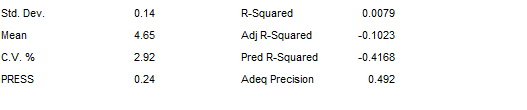 Std. Dev. 0.14 R-Squared 0.0079
Mean 4.65 Adj R-Squared -0.1023
C.V. % 2.92 Pred R-Squared -0.4168
PRESS 0.24 Adeq Precision 0.492